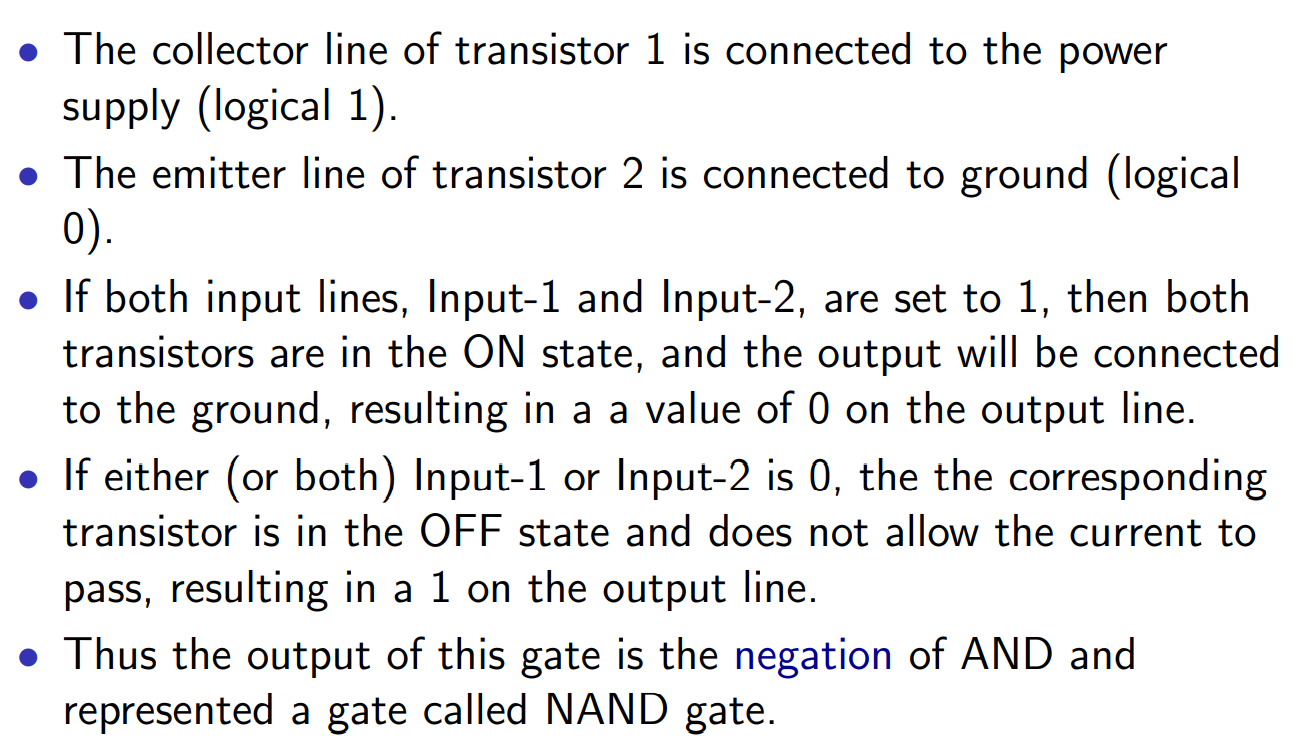 • The collector line of transistor 1 is connected to the power
supply (logical 1).
• The emitter line of transistor 2 is connected to ground (logical
0).
• If both input lines, Input-1 and Input-2, are set to 1, then both
transistors are in the ON state, and the output will be connected
to the ground, resulting in a a value of 0 on the output line.
• If either (or both) Input-1 or Input-2 is 0, the the corresponding
transistor is in the OFF state and does not allow the current to
pass, resulting in a 1 on the output line.
• Thus the output of this gate is the negation of AND and
represented a gate called NAND gate.